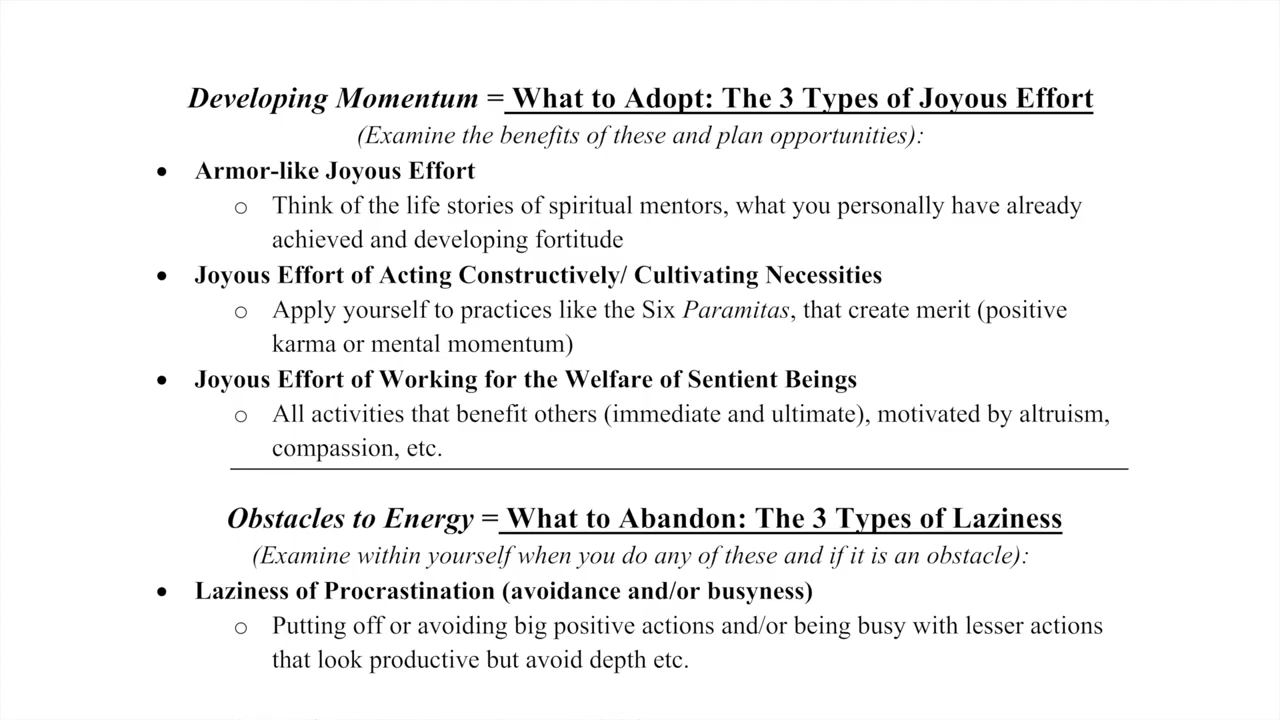 Developing Momentum = What to Adopt: The 3 Types of Joyous Effort
(Examine the benefits of these and plan opportunities):
• Armor-like Joyous Effort
o Think of the life stories of spiritual mentors, what you personally have already
achieved and developing fortitude
• Joyous Effort of Acting Constructively/ Cultivating Necessities
o Apply yourself to practices like the Six Paramitas, that create merit (positive
karma or mental momentum)
• Joyous Effort of Working for the Welfare of Sentient Beings
o All activities that benefit others (immediate and ultimate), motivated by altruism,
compassion, etc.
Obstacles to Energy = What to Abandon: The 3 Types of Laziness
(Examine within yourself when you do any of these and if it is an obstacle):
• Laziness of Procrastination (avoidance and/or busyness)
o Putting off or avoiding big positive actions and/or being busy with lesser actions
that look productive but avoid depth etc.